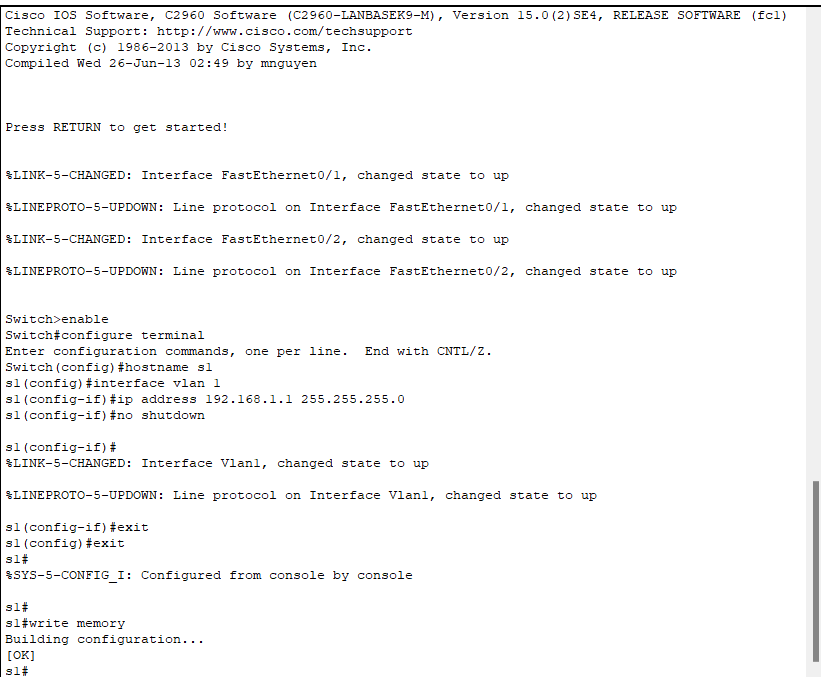 Cisco IOS Software, C2960 Software (C2960-LANBASEK9-M), Version 15.0(2)SE4, RELEASE SOFTWARE (fc1)
Technical Support: http://www.cisco.com/techsupport
Copyright (c) 1986-2013 by Cisco Systems, Inc.
Compiled Wed 26-Jun-13 02:49 by mnguyen
Press RETURN to get started!
%LINK-5-CHANGED: Interface FastEthernet0/1, changed state to up
%LINEPROTO-5-UPDOWN: Line protocol on Interface FastEthernet0/1, changed state to up
%LINK-5-CHANGED: Interface FastEthernet0/2, changed state to up
%LINEPROTO-5-UPDOWN: Line protocol on Interface FastEthernet0/2, changed state to up
Switch>enable
Switch#configure terminal
Enter configuration commands, one per line.  End with CNTL/Z.
Switch(config)#hostname s1
s1(config)#interface vlan 1
s1(config-if)#ip address 192.168.1.1 255.255.255.0
s1(config-if)#no shutdown
s1(config-if)#
%LINK-5-CHANGED: Interface Vlan1, changed state to up
%LINEPROTO-5-UPDOWN: Line protocol on Interface Vlan1, changed state to up
s1(config-if)#exit
s1(config)#exit
s1#
%SYS-5-CONFIG_I: Configured from console by console
s1#
s1#write memory
Building configuration...
[OK]
s1#